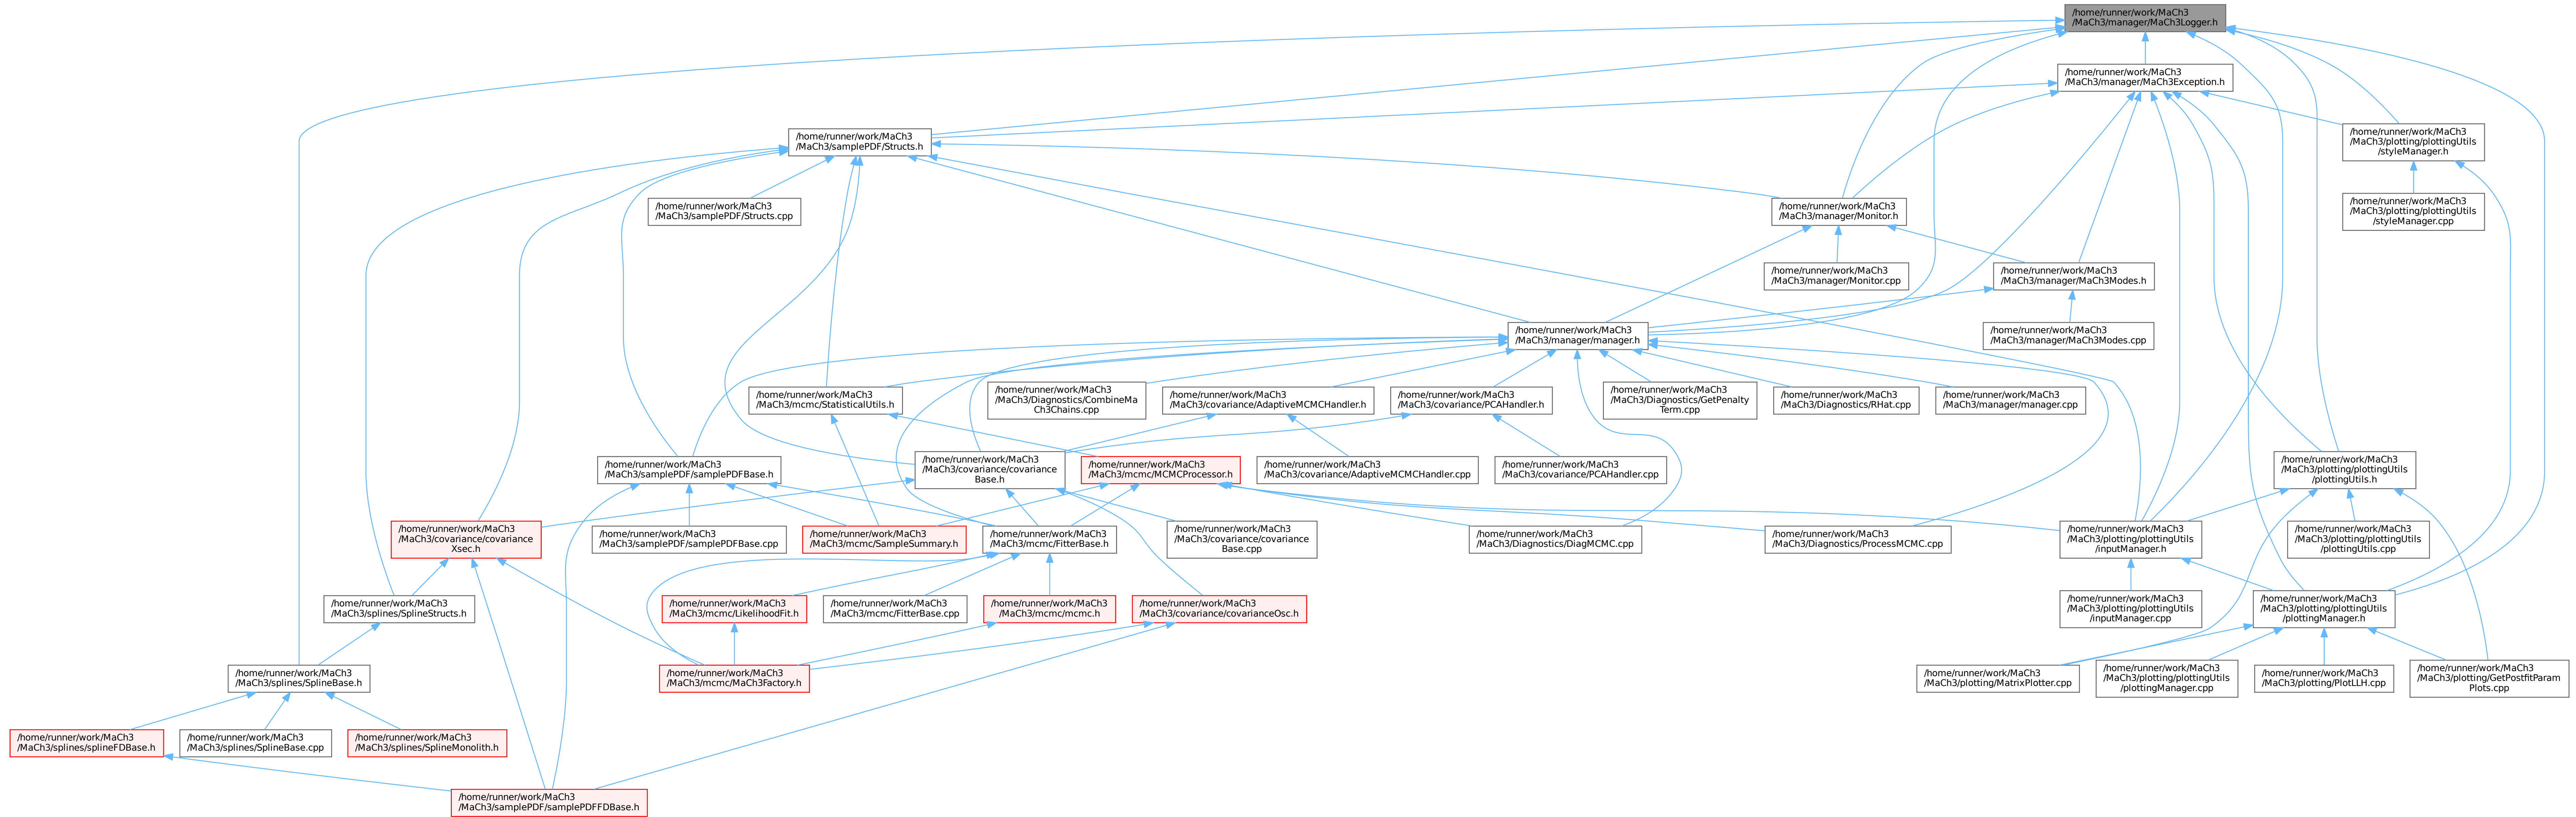 /home/runner/work/MaCh3
/MaCh3/manager/MaCh3Logger.h
/home/runner/work/MaCh3
/MaCh3/manager/MaCh3Exception.h
/home/runner/work/MaCh3
/MaCh3/samplePDF/Structs.h
/home/runner/work/MaCh3
/MaCh3/plotting/plottingUtils
/styleManager.h
/home/runner/work/MaCh3
/MaCh3/samplePDF/Structs.cpp
/home/runner/work/MaCh3
/MaCh3/manager/Monitor.h
/home/runner/work/MaCh3
/MaCh3/plotting/plottingUtils
/styleManager.cpp
/home/runner/work/MaCh3
/MaCh3/manager/Monitor.cpp
/home/runner/work/MaCh3
/MaCh3/manager/MaCh3Modes.h
/home/runner/work/MaCh3
/MaCh3/manager/manager.h
/home/runner/work/MaCh3
/MaCh3/manager/MaCh3Modes.cpp
/home/runner/work/MaCh3
/MaCh3/mcmc/StatisticalUtils.h
/home/runner/work/MaCh3
/MaCh3/Diagnostics/CombineMa
Ch3Chains.cpp
/home/runner/work/MaCh3
/MaCh3/covariance/AdaptiveMCMCHandler.h
/home/runner/work/MaCh3
/MaCh3/covariance/PCAHandler.h
/home/runner/work/MaCh3
/MaCh3/Diagnostics/GetPenalty
Term.cpp
/home/runner/work/MaCh3
/MaCh3/Diagnostics/RHat.cpp
/home/runner/work/MaCh3
/MaCh3/manager/manager.cpp
/home/runner/work/MaCh3
/MaCh3/samplePDF/samplePDFBase.h
/home/runner/work/MaCh3
/MaCh3/covariance/covariance
Base.h
/home/runner/work/MaCh3
/MaCh3/mcmc/MCMCProcessor.h
/home/runner/work/MaCh3
/MaCh3/covariance/AdaptiveMCMCHandler.cpp
/home/runner/work/MaCh3
/MaCh3/covariance/PCAHandler.cpp
/home/runner/work/MaCh3
/MaCh3/plotting/plottingUtils
/plottingUtils.h
/home/runner/work/MaCh3
/MaCh3/covariance/covariance
Xsec.h
/home/runner/work/MaCh3
/MaCh3/samplePDF/samplePDFBase.cpp
/home/runner/work/MaCh3
/MaCh3/mcmc/SampleSummary.h
/home/runner/work/MaCh3
/MaCh3/mcmc/FitterBase.h
/home/runner/work/MaCh3
/MaCh3/covariance/covariance
Base.cpp
/home/runner/work/MaCh3
/MaCh3/Diagnostics/DiagMCMC.cpp
/home/runner/work/MaCh3
/MaCh3/Diagnostics/ProcessMCMC.cpp
/home/runner/work/MaCh3
/MaCh3/plotting/plottingUtils
/inputManager.h
/home/runner/work/MaCh3
/MaCh3/plotting/plottingUtils
/plottingUtils.cpp
/home/runner/work/MaCh3
/MaCh3/splines/SplineStructs.h
/home/runner/work/MaCh3
/MaCh3/mcmc/LikelihoodFit.h
/home/runner/work/MaCh3
/MaCh3/mcmc/FitterBase.cpp
/home/runner/work/MaCh3
/MaCh3/mcmc/mcmc.h
/home/runner/work/MaCh3
/MaCh3/covariance/covarianceOsc.h
/home/runner/work/MaCh3
/MaCh3/plotting/plottingUtils
/inputManager.cpp
/home/runner/work/MaCh3
/MaCh3/plotting/plottingUtils
/plottingManager.h
/home/runner/work/MaCh3
/MaCh3/splines/SplineBase.h
/home/runner/work/MaCh3
/MaCh3/mcmc/MaCh3Factory.h
/home/runner/work/MaCh3
/MaCh3/plotting/MatrixPlotter.cpp
/home/runner/work/MaCh3
/MaCh3/plotting/plottingUtils
/plottingManager.cpp
/home/runner/work/MaCh3
/MaCh3/plotting/PlotLLH.cpp
/home/runner/work/MaCh3
/MaCh3/plotting/GetPostfitParam
Plots.cpp
/home/runner/work/MaCh3
/MaCh3/splines/splineFDBase.h
/home/runner/work/MaCh3
/MaCh3/splines/SplineBase.cpp
/home/runner/work/MaCh3
/MaCh3/splines/SplineMonolith.h
/home/runner/work/MaCh3
/MaCh3/samplePDF/samplePDFFDBase.h